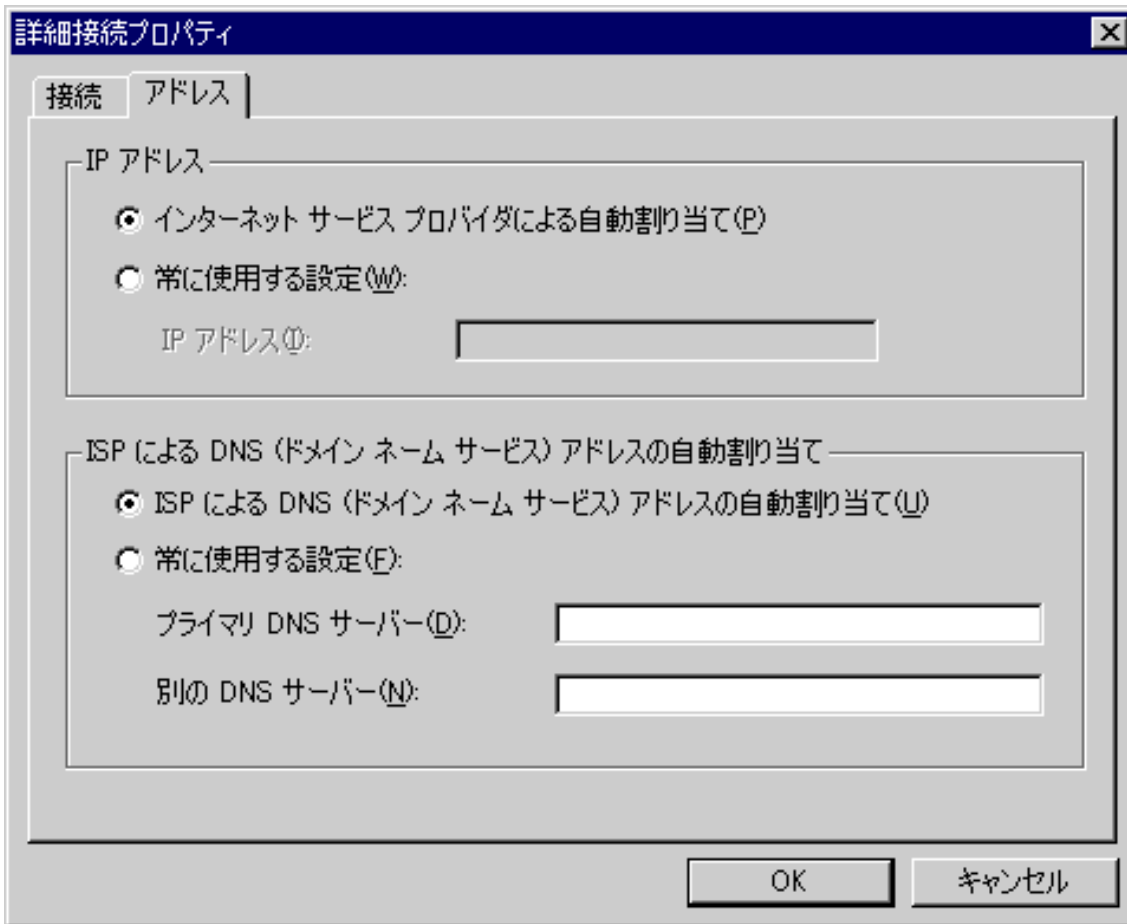 詳細接続プロパティ
接続 アドレス
IP アドレス
インターネット サービス プロバイダによる自動割り当て(P)
常に使用する設定(W):
IP アドレス(I):
ISP による DNS (ドメイン ネーム サービス) アドレスの自動割り当て
ISP による DNS (ドメイン ネーム サービス) アドレスの自動割り当て(U)
常に使用する設定(F):
プライマリ DNS サーバー(D):
別の DNS サーバー(N):
OK キャンセル